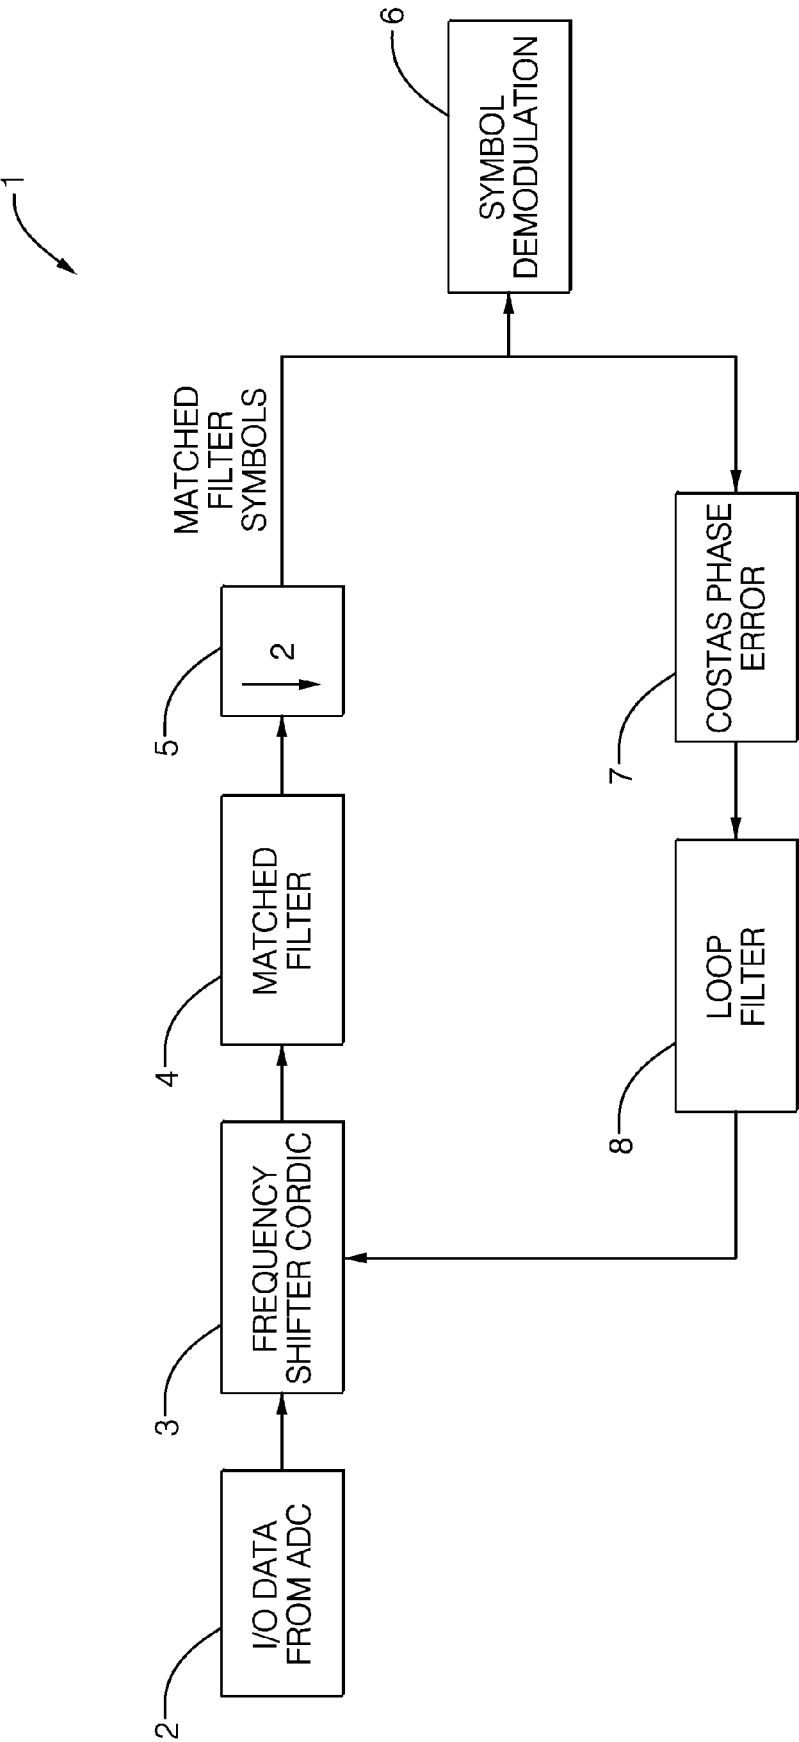 1
2
I/O DATA
FROM ADC
3
FREQUENCY
SHIFTER CORDIC
4
MATCHED
FILTER
5
2
MATCHED
FILTER
SYMBOLS
6
SYMBOL
DEMODULATION
7
COSTAS PHASE
ERROR
8
LOOP
FILTER